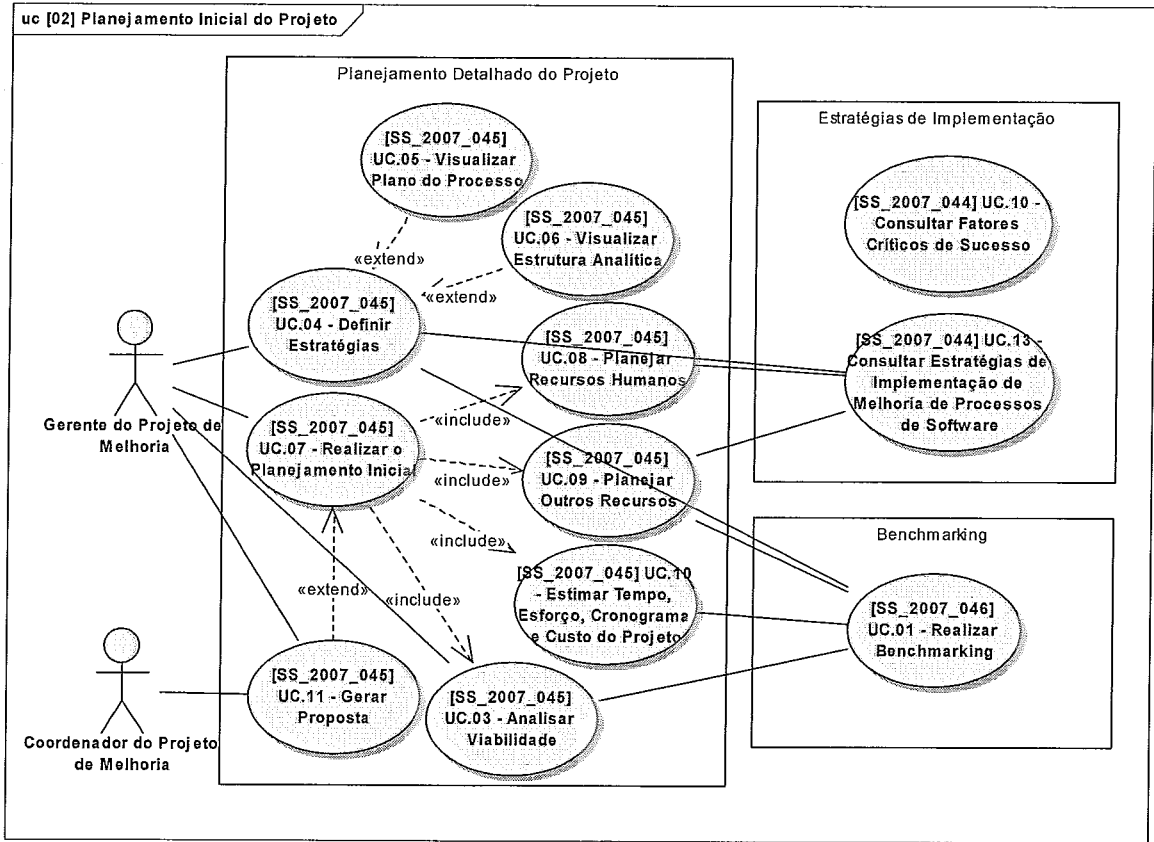 uc [02] Planejamento Inicial do Projeto
Planejamento Detalhado do Projeto
[SS_2007_045]
UC.05 - Visualizar
Plano do Processo
[SS_2007_045]
UC.06 - Visualizar
Estrutura Analítica
«extend»
«extend»
[SS_2007_045]
UC.04 - Definir
Estratégias
[SS_2007_045]
UC.08 - Planejar
Recursos Humanos
Gerente do Projeto de
Melhoria
[SS_2007_045]
UC.07 - Realizar o
Planejamento Inicial
«include»
«include»
«include»
[SS_2007_045]
UC.09 - Planejar
Outros Recursos
[SS_2007_045] UC.10
- Estimar Tempo,
Esforço, Cronograma
e Custo do Projeto
«extend»
«include»
[SS_2007_045]
UC.11 - Gerar
Proposta
[SS_2007_045]
UC.03 - Analisar
Viabilidade
Coordenador do Projeto
de Melhoria
Estratégias de Implementação
[SS_2007_044] UC.10 -
Consultar Fatores
Críticos de Sucesso
[SS_2007_044] UC.13 -
Consultar Estratégias de
Implementação de
Melhoria de Processos
de Software
Benchmarking
[SS_2007_046]
UC.01 - Realizar
Benchmarking